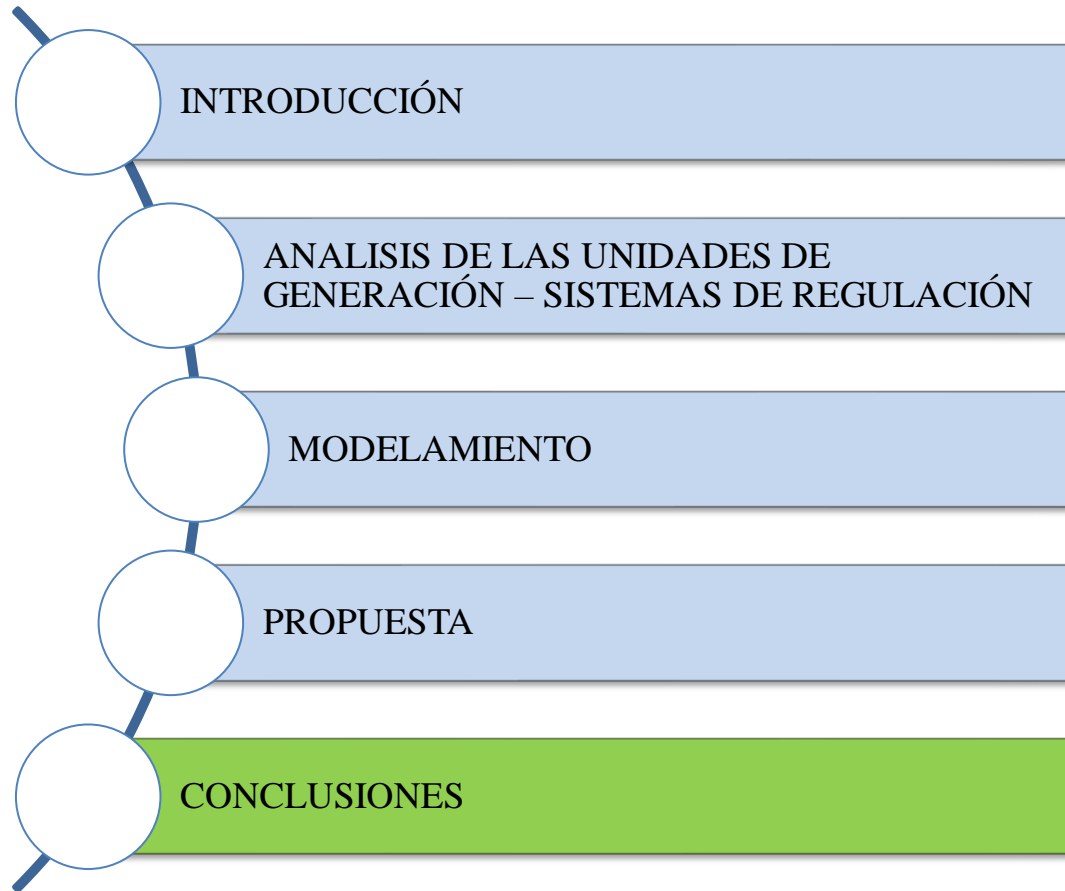 INTRODUCCIÓN
ANALISIS DE LAS UNIDADES DE
GENERACIÓN – SISTEMAS DE REGULACIÓN
MODELAMIENTO
PROPUESTA
CONCLUSIONES